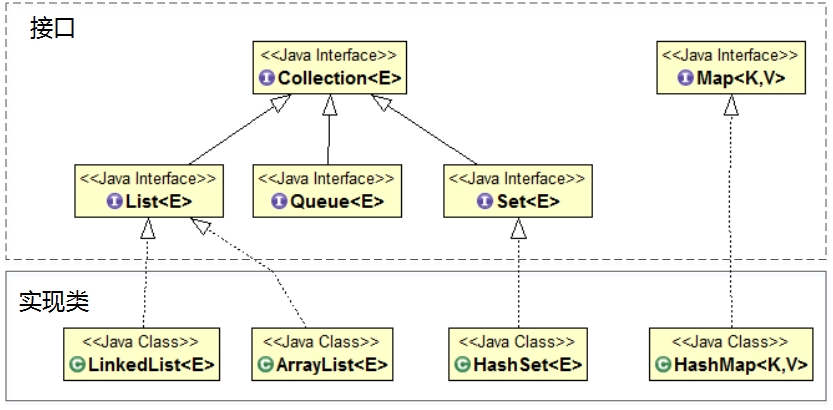 接口
<<Java Interface>>
Collection<E>
<<Java Interface>>
Map<K,V>
<<Java Interface>>
List<E>
<<Java Interface>>
Queue<E>
<<Java Interface>>
Set<E>
实现类
<<Java Class>>
LinkedList<E>
<<Java Class>>
ArrayList<E>
<<Java Class>>
HashSet<E>
<<Java Class>>
HashMap<K,V>